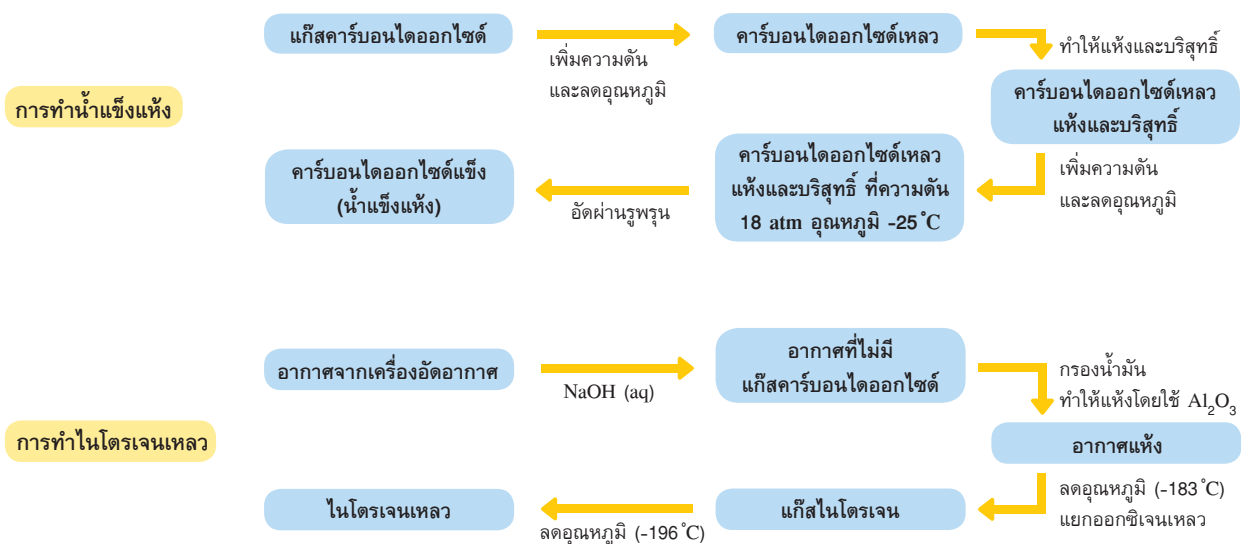 การทำน้ำแข็งแห้ง
แก๊สคาร์บอนไดออกไซด์
เพิ่มความดัน
และลดอุณหภูมิ
คาร์บอนไดออกไซด์เหลว
ทำให้แห้งและบริสุทธิ์
คาร์บอนไดออกไซด์เหลว
แห้งและบริสุทธิ์
เพิ่มความดัน
และลดอุณหภูมิ
คาร์บอนไดออกไซด์เหลว
แห้งและบริสุทธิ์ ที่ความดัน
18 atm อุณหภูมิ -25 °C
อัดผ่านรูพรุน
คาร์บอนไดออกไซด์แข็ง
(น้ำแข็งแห้ง)
การทำไนโตรเจนเหลว
อากาศจากเครื่องอัดอากาศ
NaOH (aq)
อากาศที่ไม่มี
แก๊สคาร์บอนไดออกไซด์
กรองน้ำมัน
ทำให้แห้งโดยใช้ Al₂O₃
อากาศแห้ง
ลดอุณหภูมิ (-183 °C)
แยกออกซิเจนเหลว
แก๊สไนโตรเจน
ลดอุณหภูมิ (-196 °C)
ไนโตรเจนเหลว